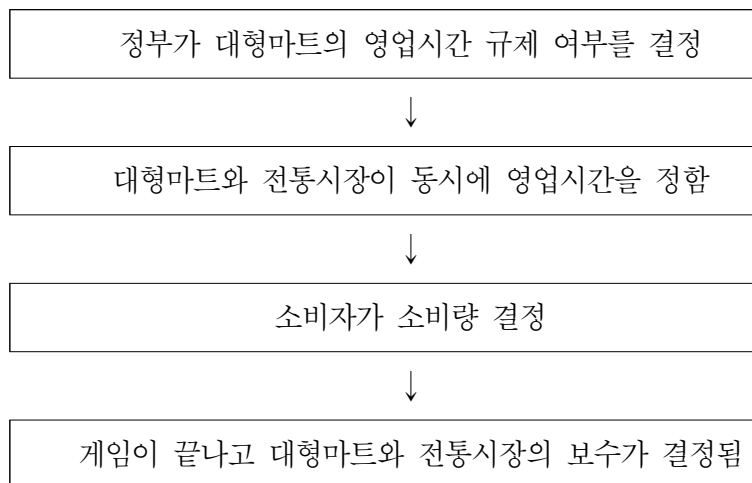 정부가 대형마트의 영업시간 규제 여부를 결정
대형마트와 전통시장이 동시에 영업시간을 정함
소비자가 소비량 결정
게임이 끝나고 대형마트와 전통시장의 보수가 결정됨